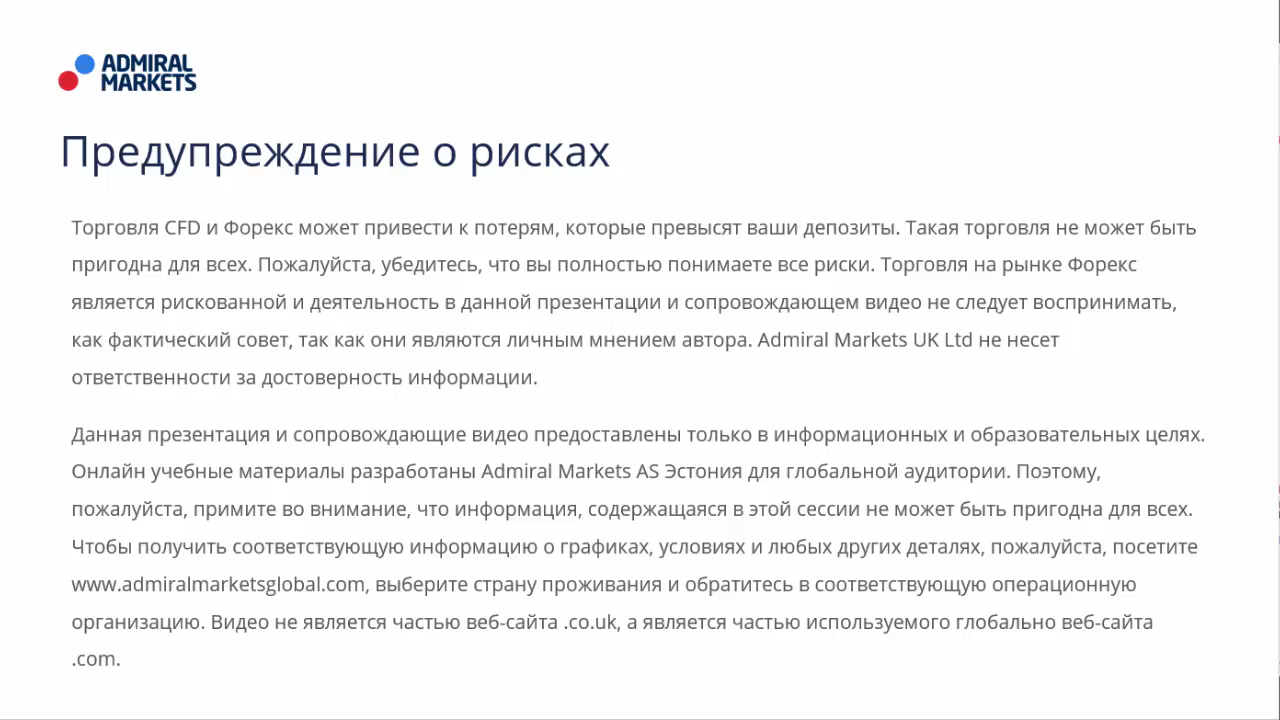 ADMIRAL
MARKETS
Предупреждение о рисках
Торговля CFD и Форекс может привести к потерям, которые превысят ваши депозиты. Такая торговля не может быть
пригодна для всех. Пожалуйста, убедитесь, что вы полностью понимаете все риски. Торговля на рынке Форекс
является рискованной и деятельность в данной презентации и сопровождающем видео не следует воспринимать,
как фактический совет, так как они являются личным мнением автора. Admiral Markets UK Ltd не несет
ответственности за достоверность информации.
Данная презентация и сопровождающие видео предоставлены только в информационных и образовательных целях.
Онлайн учебные материалы разработаны Admiral Markets AS Эстония для глобальной аудитории. Поэтому,
пожалуйста, примите во внимание, что информация, содержащаяся в этой сессии не может быть пригодна для всех.
Чтобы получить соответствующую информацию о графиках, условиях и любых других деталях, пожалуйста, посетите
www.admiralmarketsglobal.com, выберите страну проживания и обратитесь в соответствующую операционную
организацию. Видео не является частью веб-сайта .co.uk, а является частью используемого глобально веб-сайта
.com.